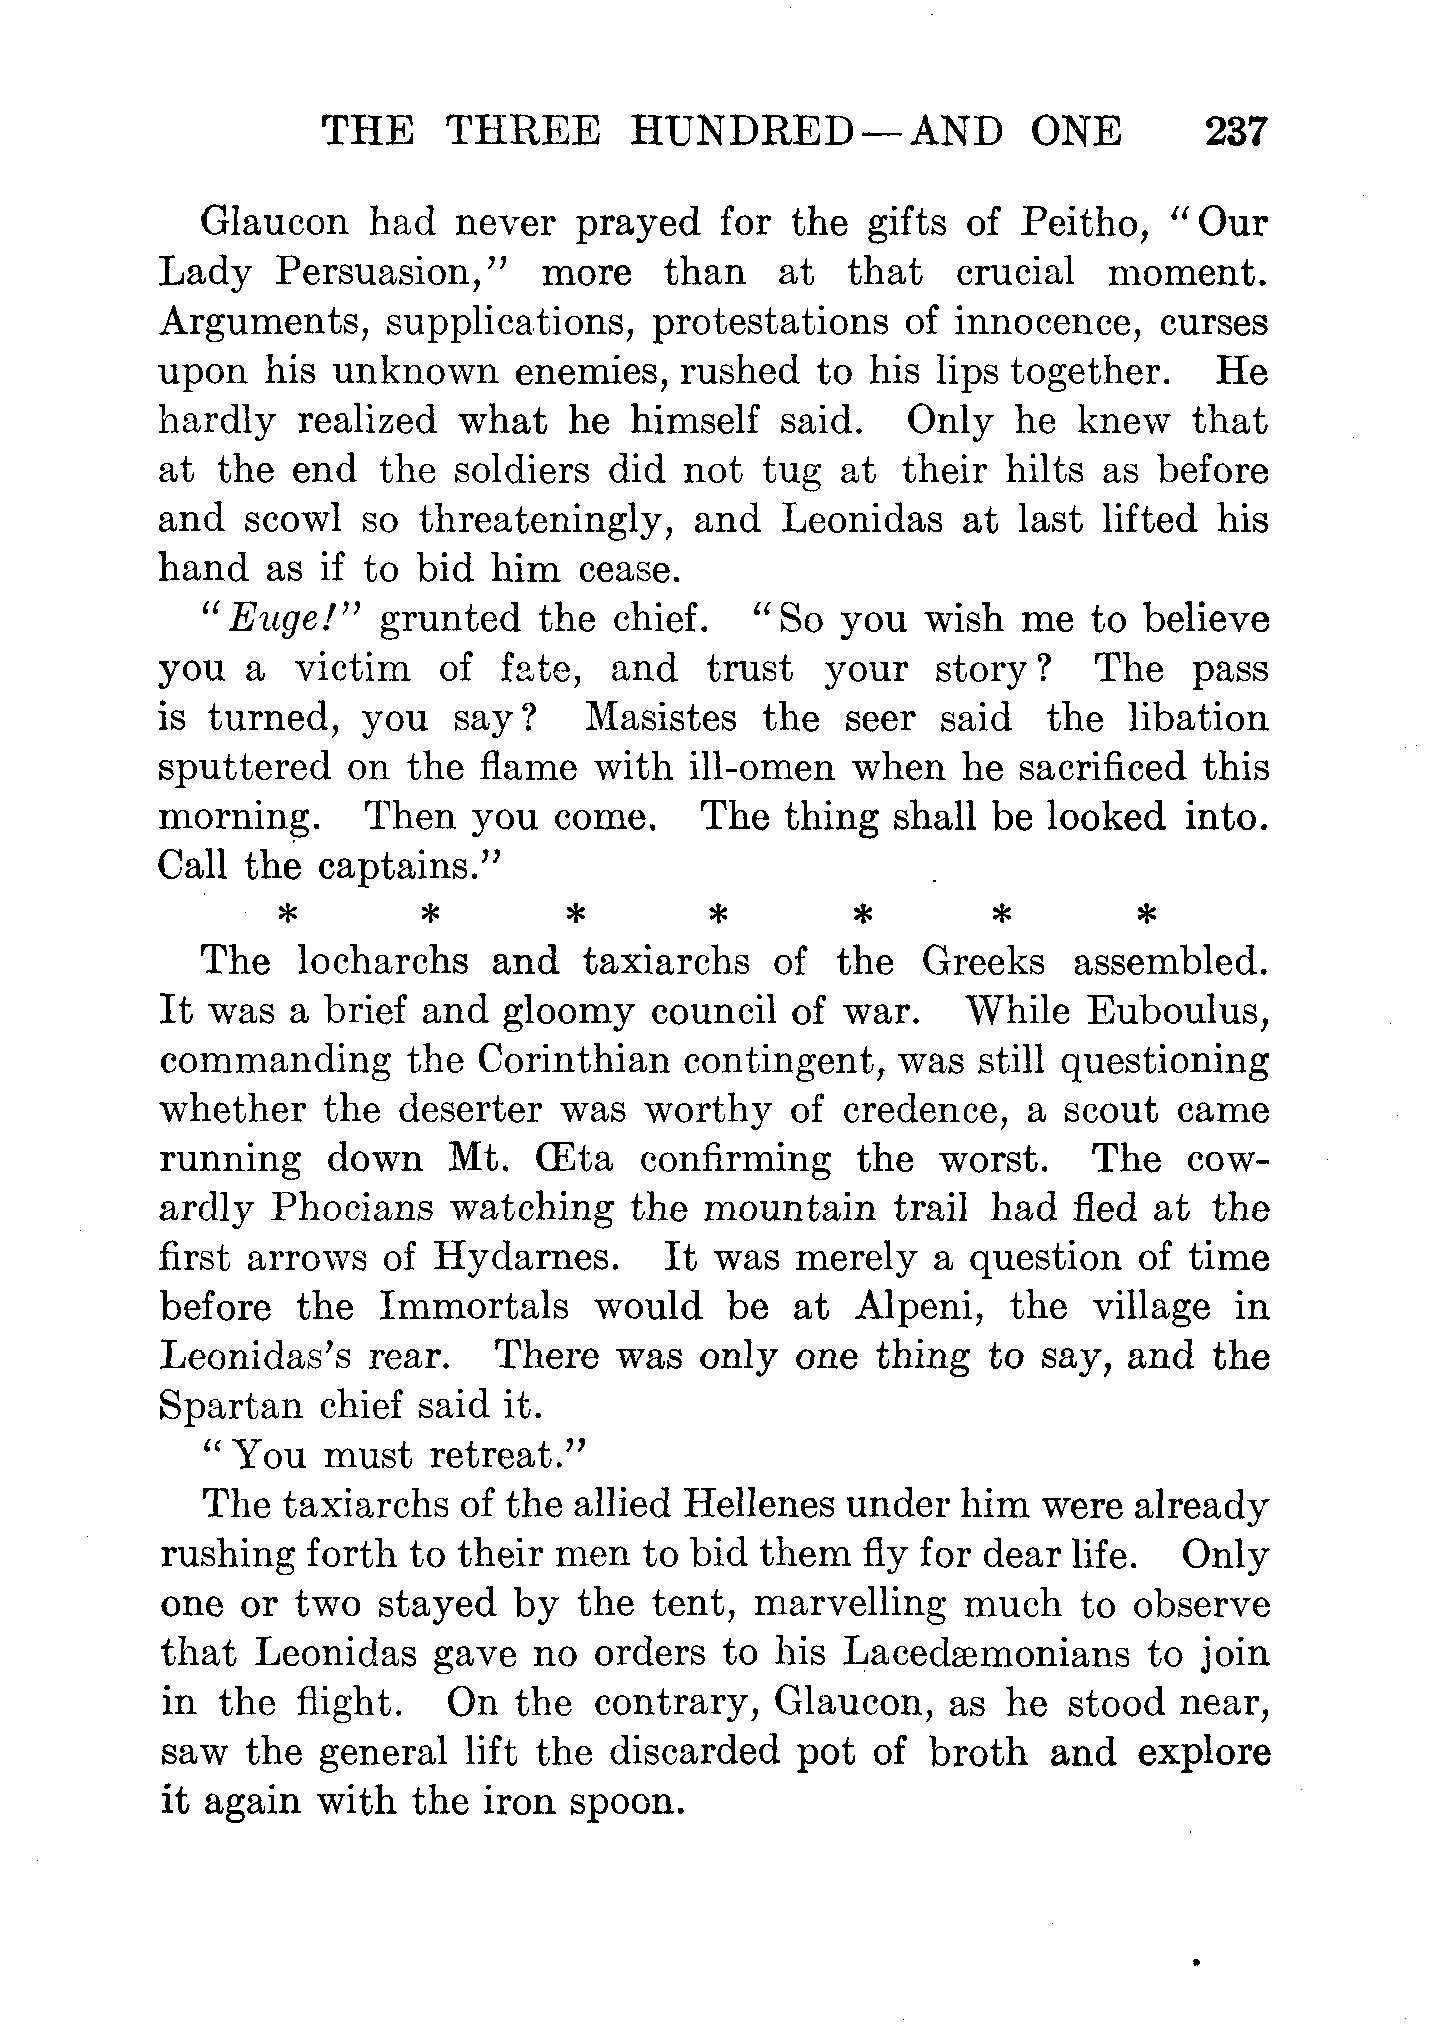 THE THREE HUNDRED—AND ONE 237
Glaucon had never prayed for the gifts of Peitho, “Our
Lady Persuasion,” more than at that crucial moment.
Arguments, supplications, protestations of innocence, curses
upon his unknown enemies, rushed to his lips together. He
hardly realized what he himself said. Only he knew that
at the end the soldiers did not tug at their hilts as before
and scowl so threateningly, and Leonidas at last lifted his
hand as if to bid him cease.
“Euge!” grunted the chief. “So you wish me to believe
you a victim of fate, and trust your story? The pass
is turned, you say? Masistes the seer said the libation
sputtered on the flame with ill-omen when he sacrificed this
morning. Then you come. The thing shall be looked into.
Call the captains.”
* * * * * * *
The locharchs and taxiarchs of the Greeks assembled.
It was a brief and gloomy council of war. While Euboulus,
commanding the Corinthian contingent, was still questioning
whether the deserter was worthy of credence, a scout came
running down Mt. Œta confirming the worst. The cow-
ardly Phocians watching the mountain trail had fled at the
first arrows of Hydarnes. It was merely a question of time
before the Immortals would be at Alpeni, the village in
Leonidas’s rear. There was only one thing to say, and the
Spartan chief said it.
“You must retreat.”
The taxiarchs of the allied Hellenes under him were already
rushing forth to their men to bid them fly for dear life. Only
one or two stayed by the tent, marvelling much to observe
that Leonidas gave no orders to his Lacedæmonians to join
in the flight. On the contrary, Glaucon, as he stood near,
saw the general lift the discarded pot of broth and explore
it again with the iron spoon.